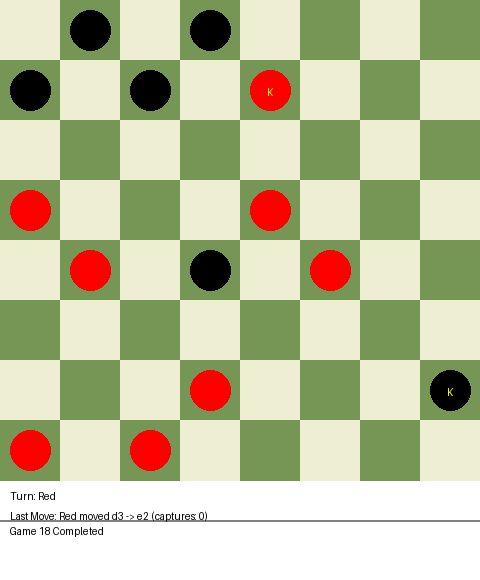 K
K
Turn: Red
Last Move: Red moved d3 -> e2 (captures: 0)
Game 18 Completed